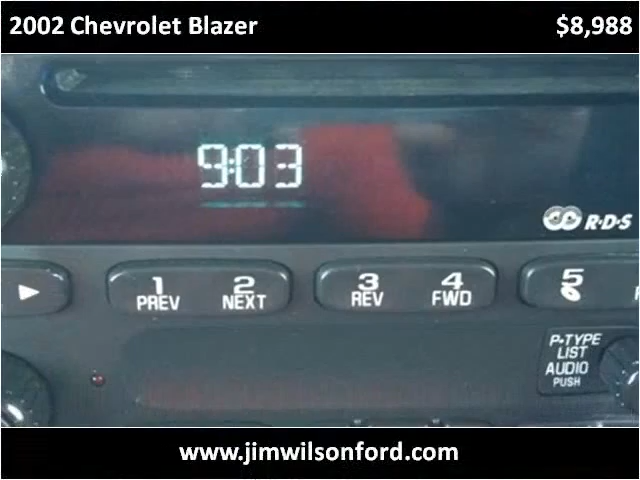 2002 Chevrolet Blazer $8,988
9:03
R·D·S
1 2 3 4 5
PREV NEXT REV FWD
P-TYPE
LIST
AUDIO
PUSH
www.jimwilsonford.com